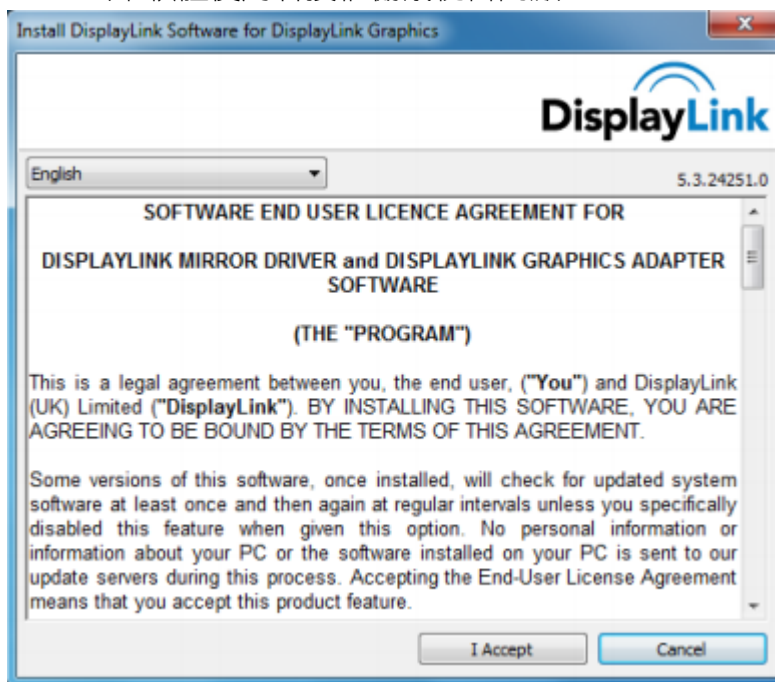 Install DisplayLink Software for DisplayLink Graphics
DisplayLink
English
5.3.24251.0
SOFTWARE END USER LICENCE AGREEMENT FOR
DISPLAYLINK MIRROR DRIVER and DISPLAYLINK GRAPHICS ADAPTER
SOFTWARE
(THE "PROGRAM")
This is a legal agreement between you, the end user, ("You") and DisplayLink
(UK) Limited ("DisplayLink"). BY INSTALLING THIS SOFTWARE, YOU ARE
AGREEING TO BE BOUND BY THE TERMS OF THIS AGREEMENT.
Some versions of this software, once installed, will check for updated system
software at least once and then again at regular intervals unless you specifically
disabled this feature when given this option. No personal information or
information about your PC or the software installed on your PC is sent to our
update servers during this process. Accepting the End-User License Agreement
means that you accept this product feature.
I Accept
Cancel